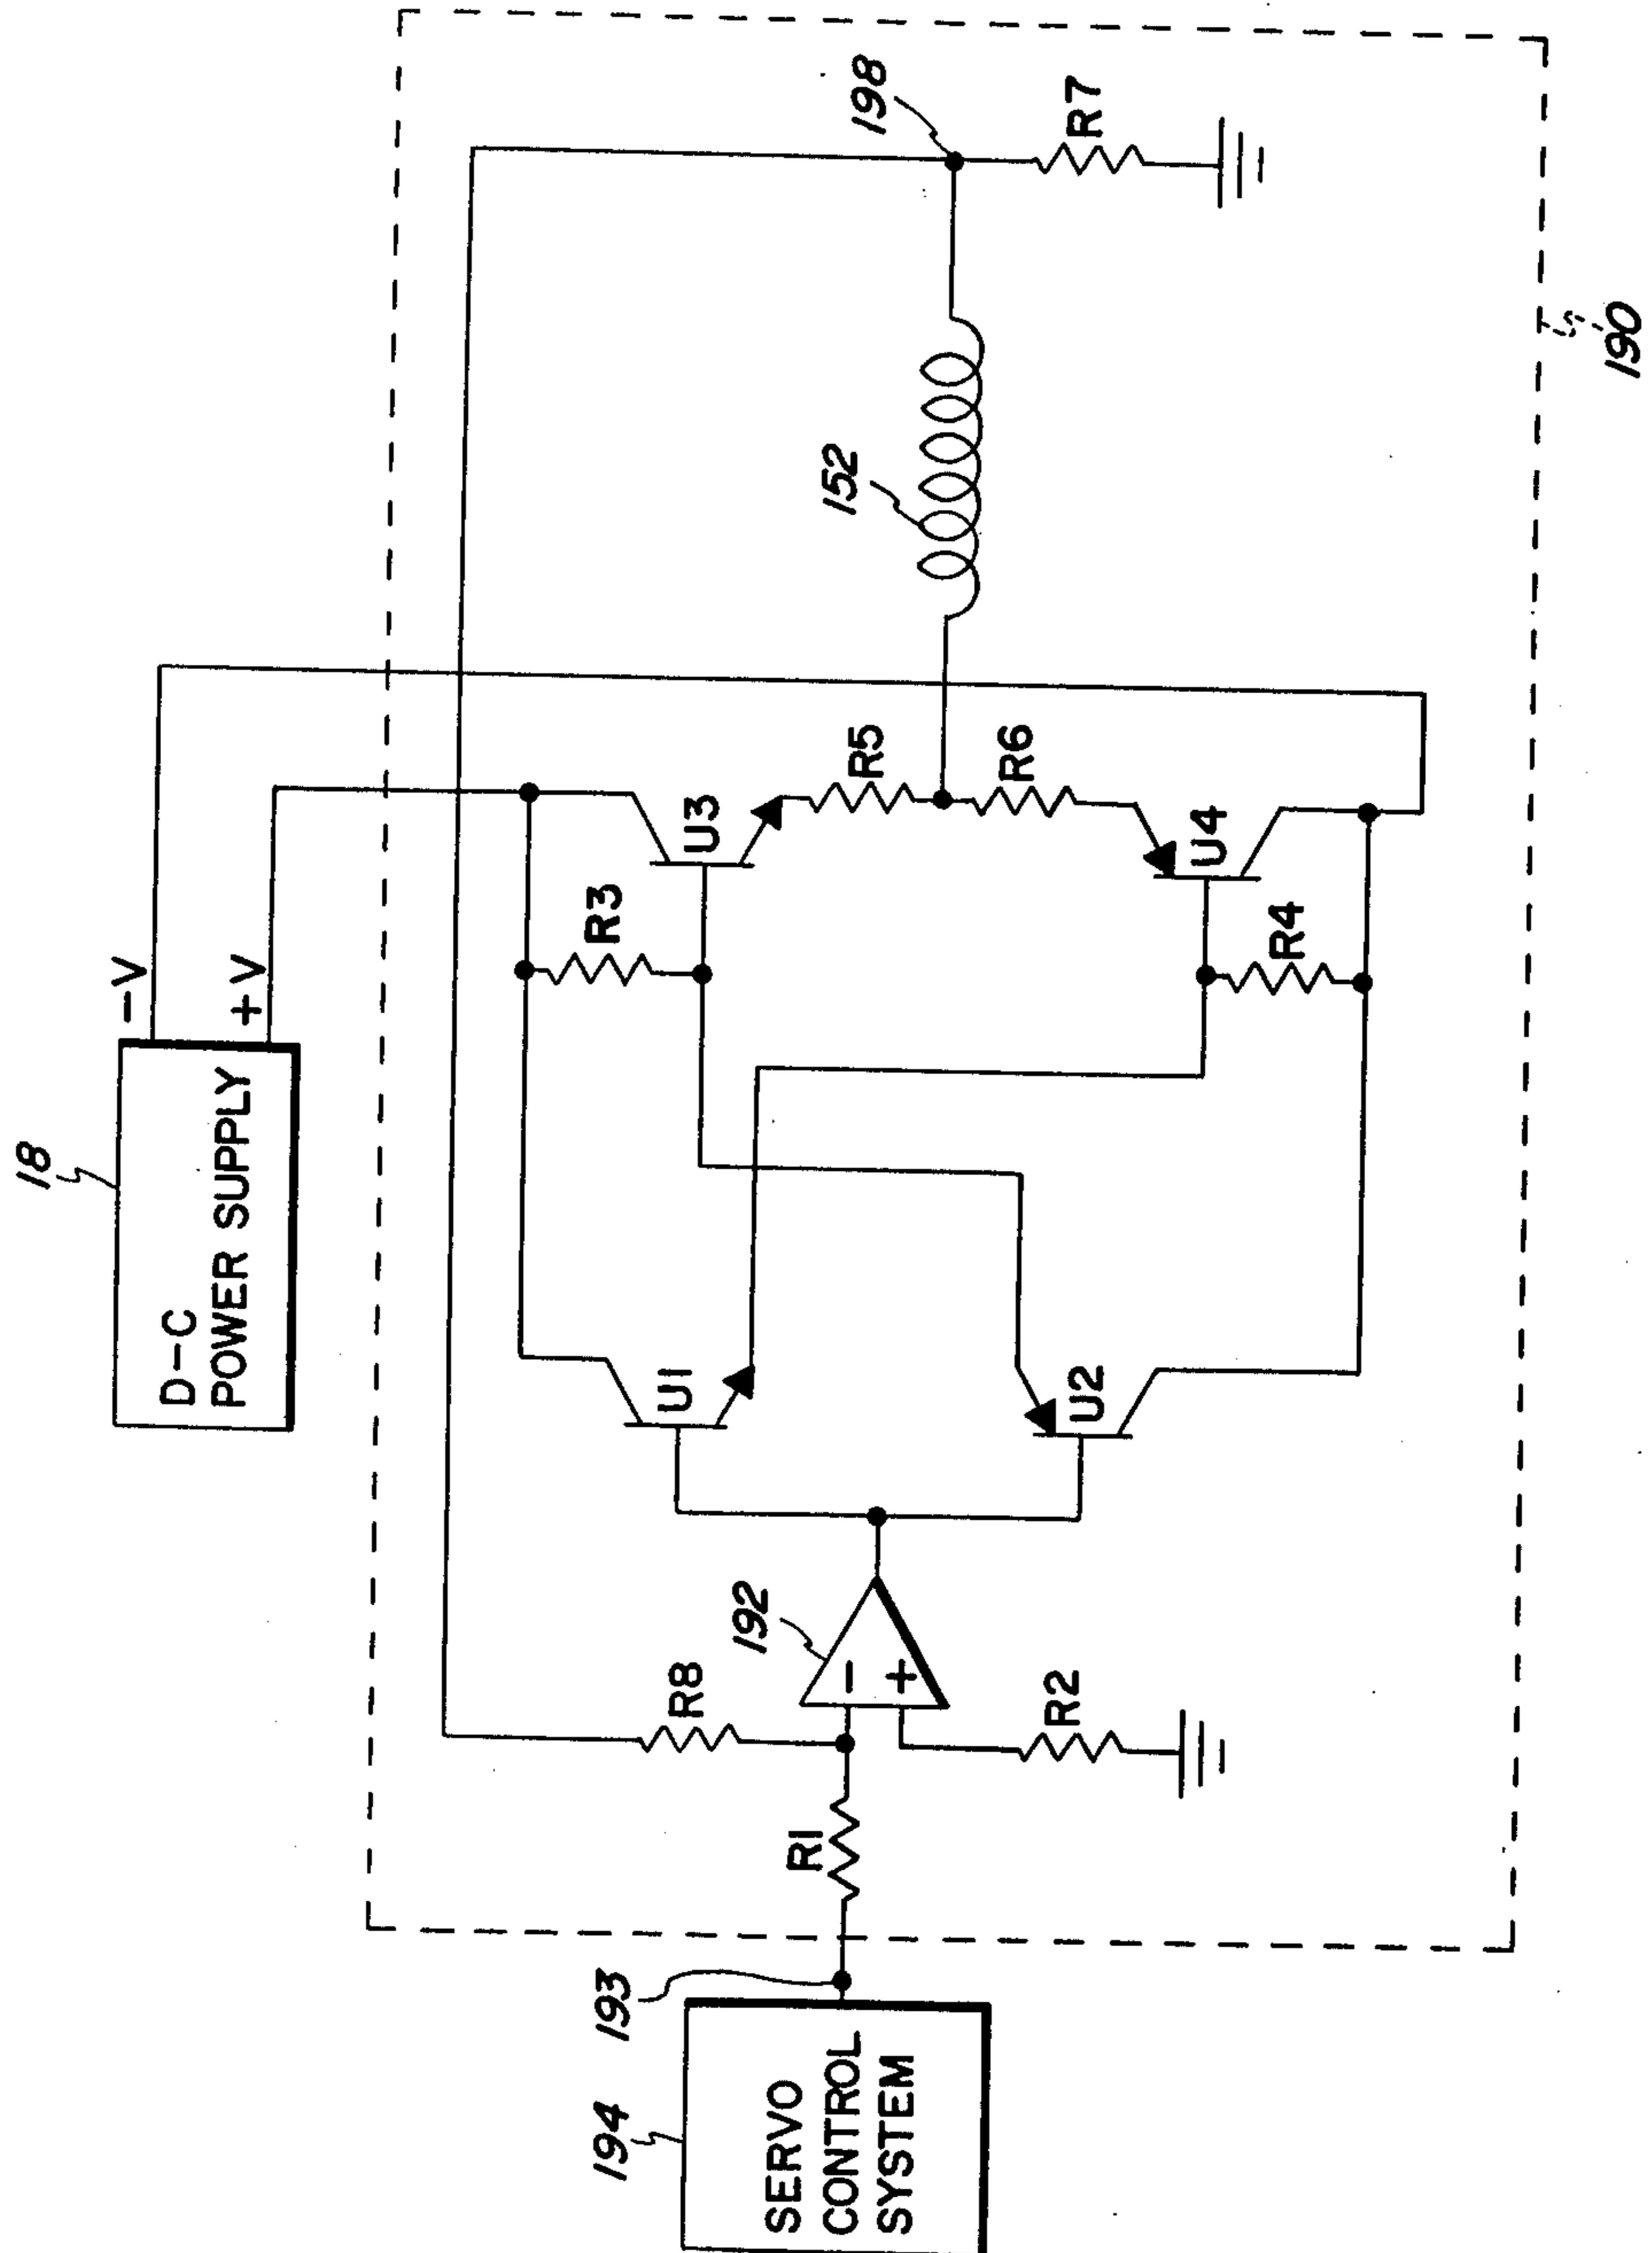 18
D-C
POWER SUPPLY
-V
+V
198
R7
152
R3
U3
R5
R6
U4
R4
U1
U2
R8
192
-
+
R2
R1
193
194
SERVO
CONTROL
SYSTEM
190